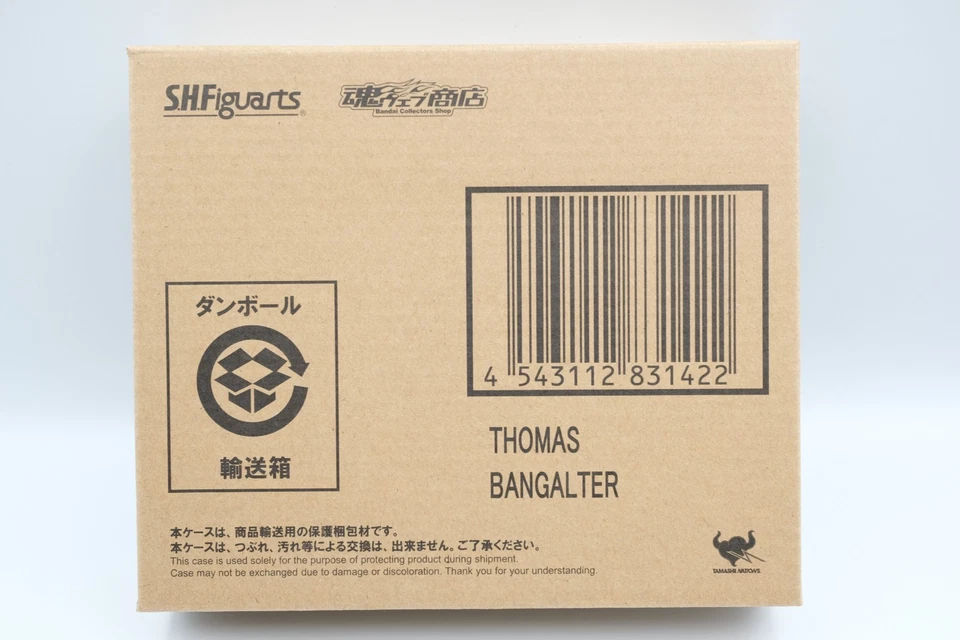 S.H.Figuarts®
魂ウェブ商店
Bandai Collectors Shop
4 543112 831422
ダンボール
輸送箱
THOMAS
BANGALTER
本ケースは、商品輸送用の保護梱包材です。
本ケースは、つぶれ、汚れ等による交換は、出来ません。ご了承ください。
This case is used solely for the purpose of protecting product during shipment.
Case may not be exchanged due to damage or discoloration. Thank you for your understanding.
TAMASHII NATIONS